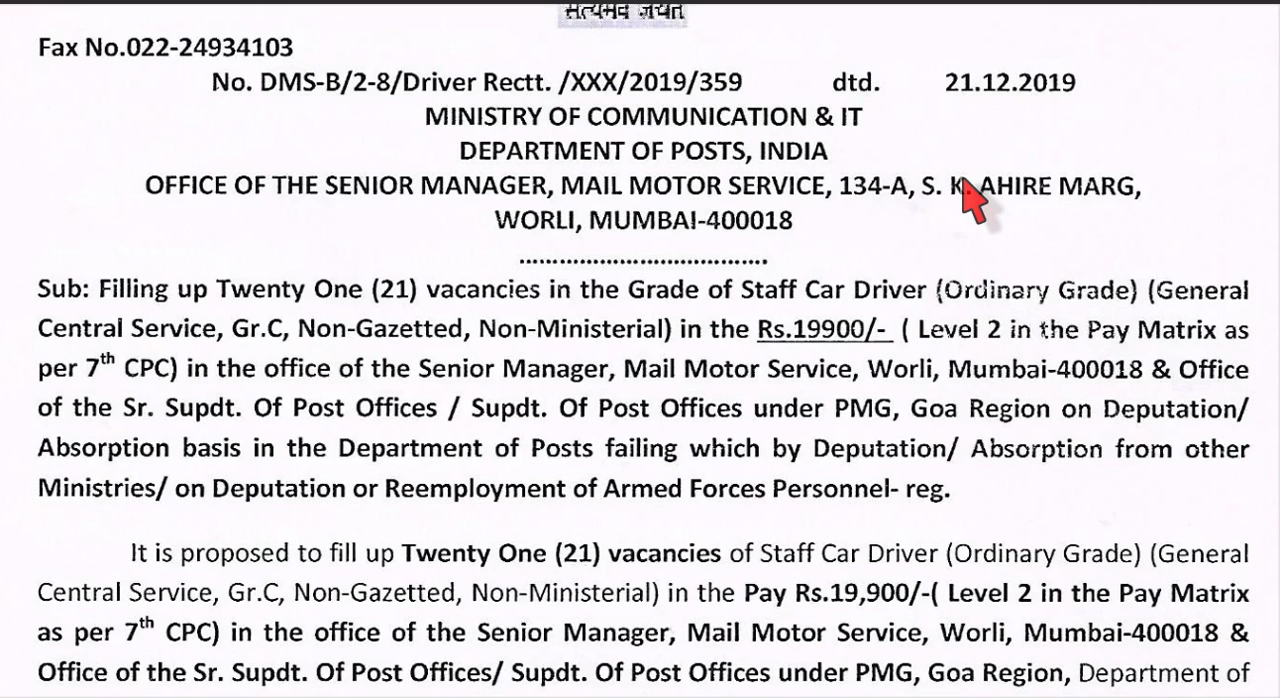 सत्यमेव जयते
Fax No.022-24934103
No. DMS-B/2-8/Driver Rectt. /XXX/2019/359 dtd. 21.12.2019
MINISTRY OF COMMUNICATION & IT
DEPARTMENT OF POSTS, INDIA
OFFICE OF THE SENIOR MANAGER, MAIL MOTOR SERVICE, 134-A, S. K. AHIRE MARG,
WORLI, MUMBAI-400018
.....................................
Sub: Filling up Twenty One (21) vacancies in the Grade of Staff Car Driver (Ordinary Grade) (General
Central Service, Gr.C, Non-Gazetted, Non-Ministerial) in the Rs.19900/- ( Level 2 in the Pay Matrix as
per 7th CPC) in the office of the Senior Manager, Mail Motor Service, Worli, Mumbai-400018 & Office
of the Sr. Supdt. Of Post Offices / Supdt. Of Post Offices under PMG, Goa Region on Deputation/
Absorption basis in the Department of Posts failing which by Deputation/ Absorption from other
Ministries/ on Deputation or Reemployment of Armed Forces Personnel- reg.
It is proposed to fill up Twenty One (21) vacancies of Staff Car Driver (Ordinary Grade) (General
Central Service, Gr.C, Non-Gazetted, Non-Ministerial) in the Pay Rs.19,900/-( Level 2 in the Pay Matrix
as per 7th CPC) in the office of the Senior Manager, Mail Motor Service, Worli, Mumbai-400018 &
Office of the Sr. Supdt. Of Post Offices/ Supdt. Of Post Offices under PMG, Goa Region, Department of